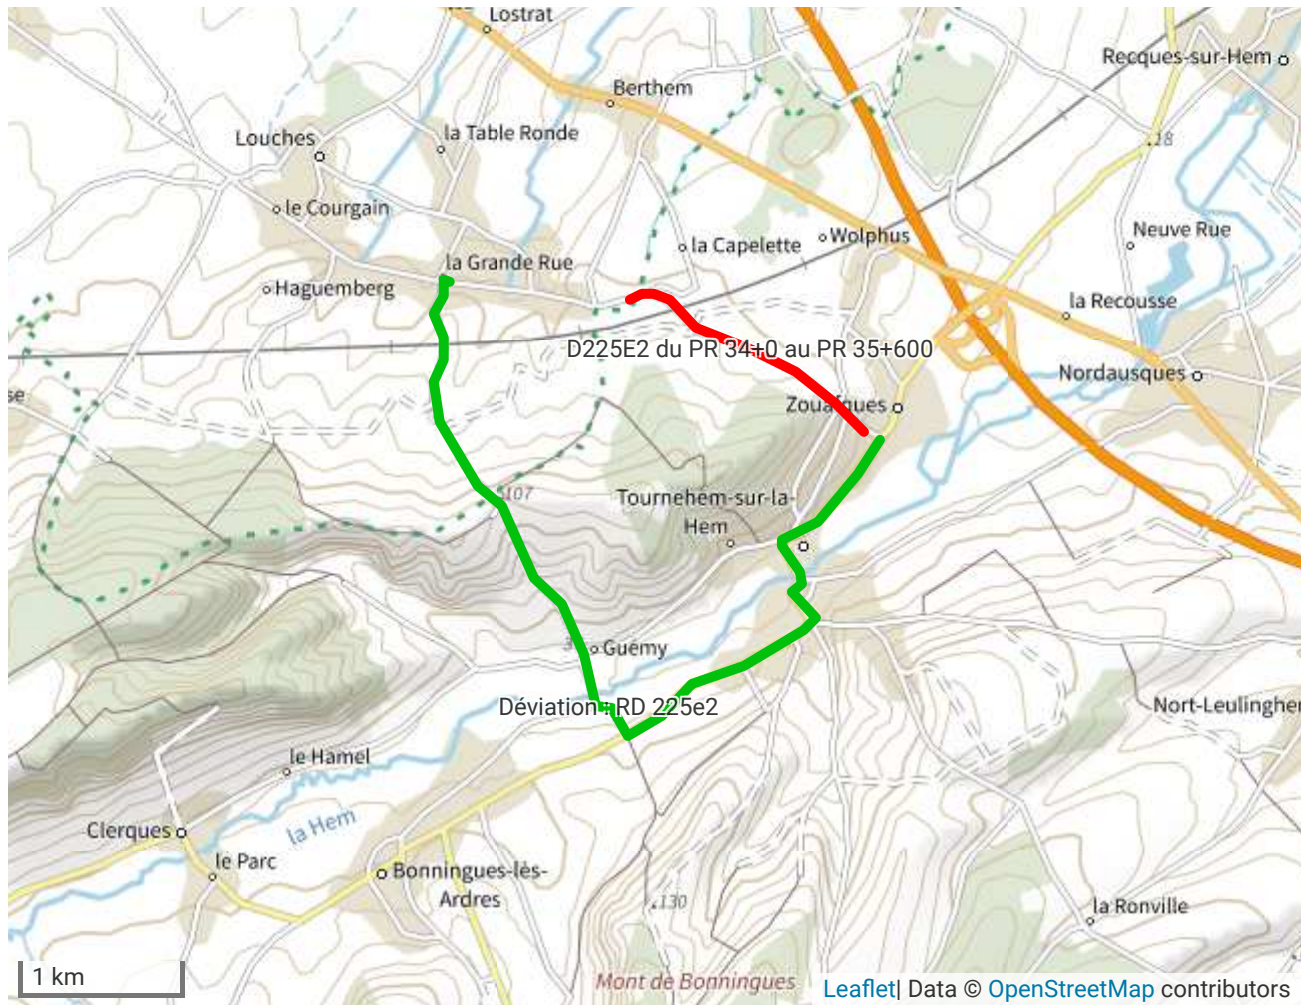 Lostrat
Recques-sur-Hem
Berthem
Louches
la Table Ronde
18
le Courgain
Neuve Rue
la Capelette
Wolphus
la Grande Rue
Haguemberg
la Recousse
D225E2 du PR 34+0 au PR 35+600
Nordausques
se
Zouafques
107
Tournehem-sur-la-
Hem
Guémy
Déviation : RD 225e2
Nort-Leulinghen
le Hamel
la Hem
Clerques
le Parc
Bonningues-lès-
Ardres
130
la Ronville
Mont de Bonningues
1 km
Leaflet | Data © OpenStreetMap contributors